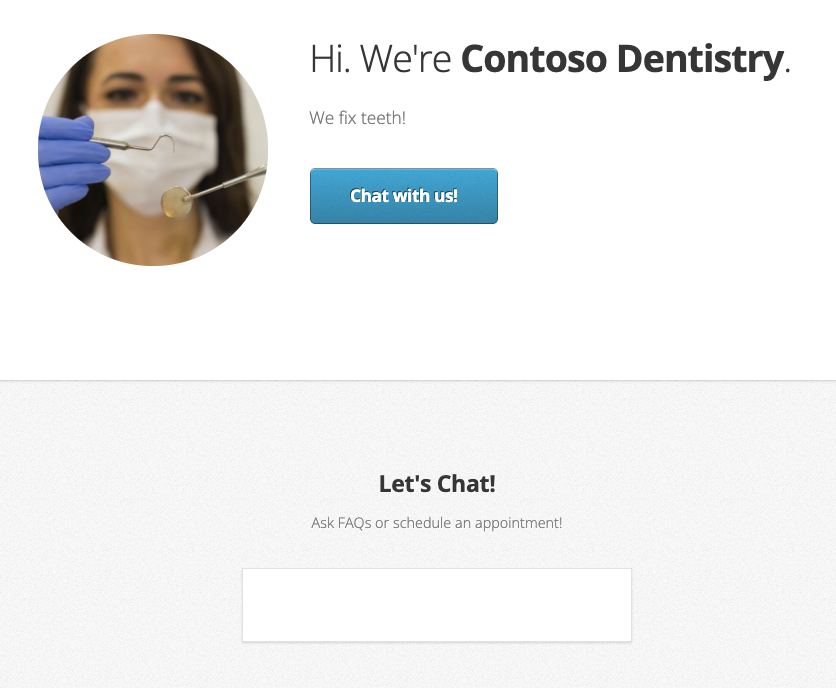 Hi. We're Contoso Dentistry.
We fix teeth!
Chat with us!
Let's Chat!
Ask FAQs or schedule an appointment!